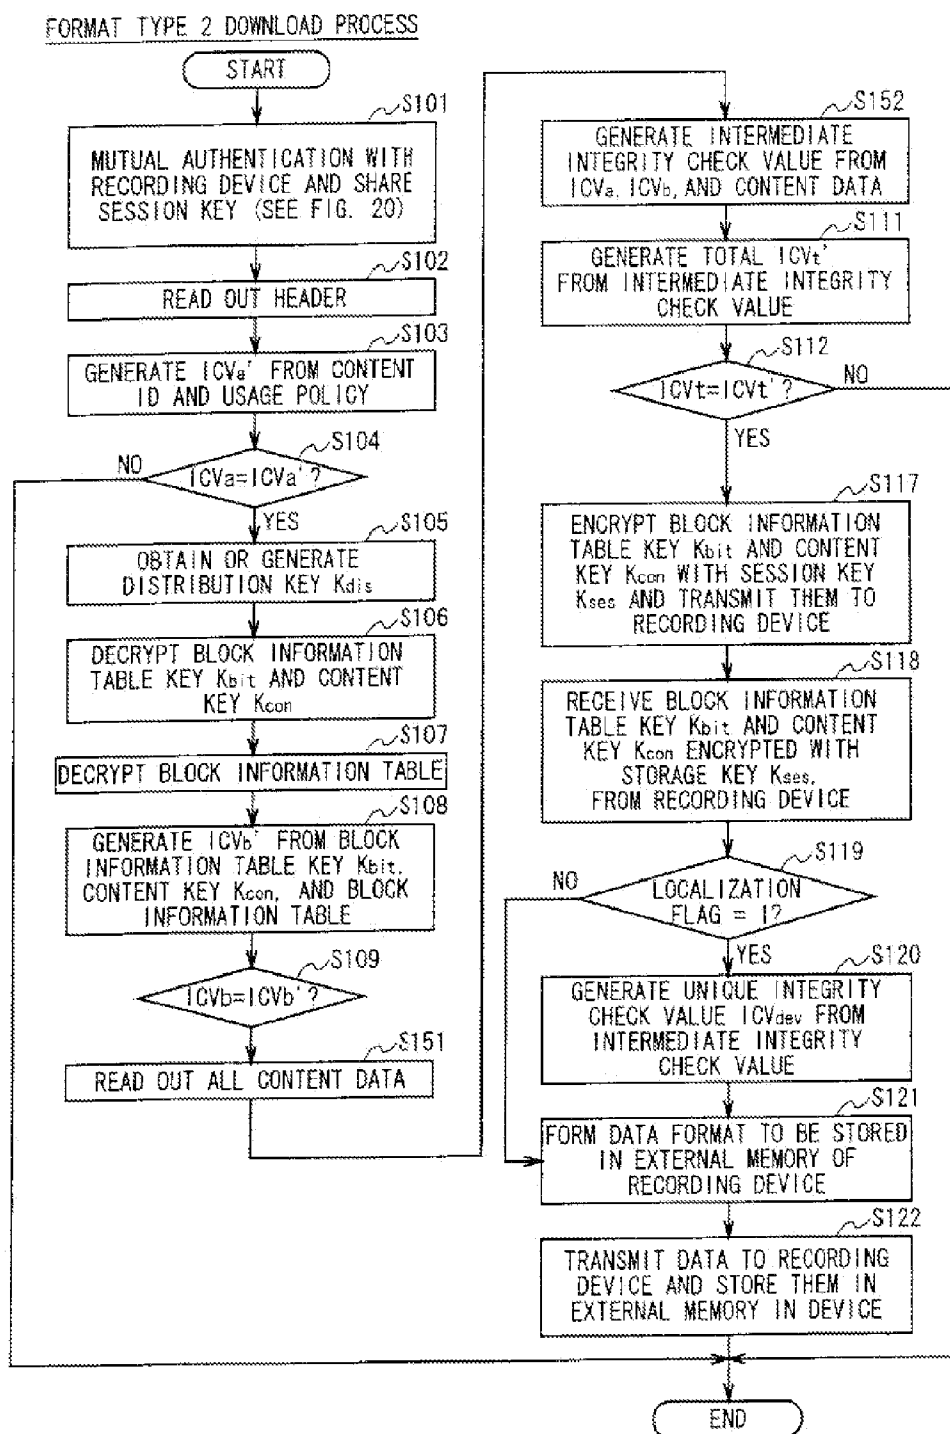 FORMAT TYPE 2 DOWNLOAD PROCESS
START
S101
MUTUAL AUTHENTICATION WITH
RECORDING DEVICE AND SHARE
SESSION KEY (SEE FIG. 20)
S102
READ OUT HEADER
S103
GENERATE ICVa' FROM CONTENT
ID AND USAGE POLICY
S104
ICVa=ICVa'?
NO
YES
S105
OBTAIN OR GENERATE
DISTRIBUTION KEY Kdis
S106
DECRYPT BLOCK INFORMATION
TABLE KEY Kbit AND CONTENT
KEY Kcon
S107
DECRYPT BLOCK INFORMATION TABLE
S108
GENERATE ICVb' FROM BLOCK
INFORMATION TABLE KEY Kbit,
CONTENT KEY Kcon, AND BLOCK
INFORMATION TABLE
S109
ICVb=ICVb'?
S151
READ OUT ALL CONTENT DATA
S152
GENERATE INTERMEDIATE
INTEGRITY CHECK VALUE FROM
ICVa, ICVb, AND CONTENT DATA
S111
GENERATE TOTAL ICVt'
FROM INTERMEDIATE INTEGRITY
CHECK VALUE
S112
ICVt=ICVt'?
NO
YES
S117
ENCRYPT BLOCK INFORMATION
TABLE KEY Kbit AND CONTENT
KEY Kcon WITH SESSION KEY
Kses AND TRANSMIT THEM TO
RECORDING DEVICE
S118
RECEIVE BLOCK INFORMATION
TABLE KEY Kbit AND CONTENT
KEY Kcon ENCRYPTED WITH
STORAGE KEY Kses,
FROM RECORDING DEVICE
S119
LOCALIZATION
FLAG = 1?
NO
YES
S120
GENERATE UNIQUE INTEGRITY
CHECK VALUE ICVdev FROM
INTERMEDIATE INTEGRITY
CHECK VALUE
S121
FORM DATA FORMAT TO BE STORED
IN EXTERNAL MEMORY OF
RECORDING DEVICE
S122
TRANSMIT DATA TO RECORDING
DEVICE AND STORE THEM IN
EXTERNAL MEMORY IN DEVICE
END